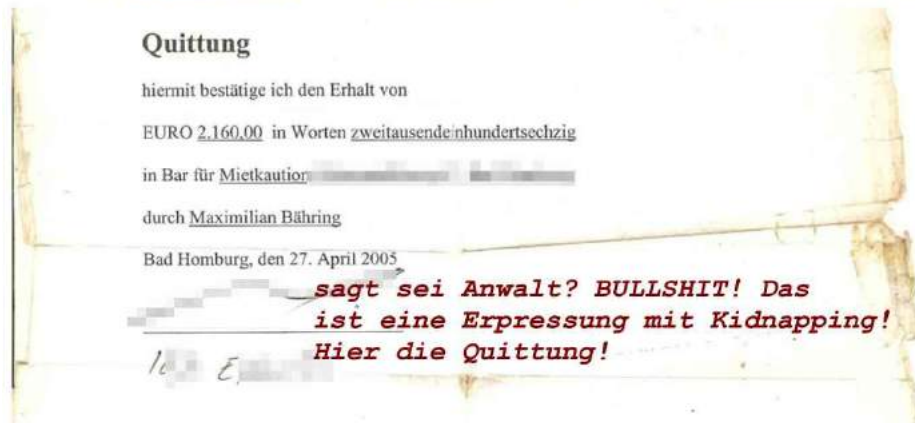 Quittung
hiermit bestätige ich den Erhalt von
EURO 2.160,00 in Worten zweitausendeinhundertsechzig
in Bar für Mietkaution
durch Maximilian Bähring
Bad Homburg, den 27. April 2005
sagt sei Anwalt? BULLSHIT! Das
ist eine Erpressung mit Kidnapping!
Hier die Quittung!